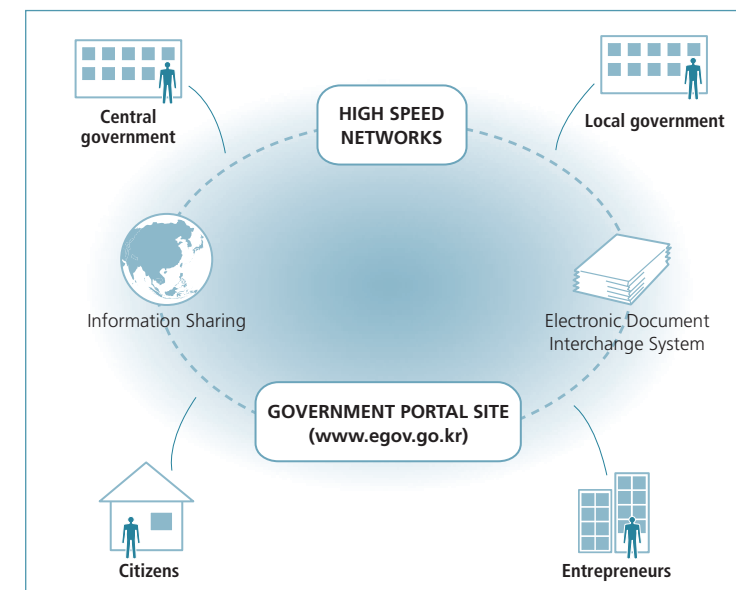 HIGH SPEED
NETWORKS
Central
government
Local government
Information Sharing
Electronic Document
Interchange System
GOVERNMENT PORTAL SITE
(www.egov.go.kr)
Citizens
Entrepreneurs